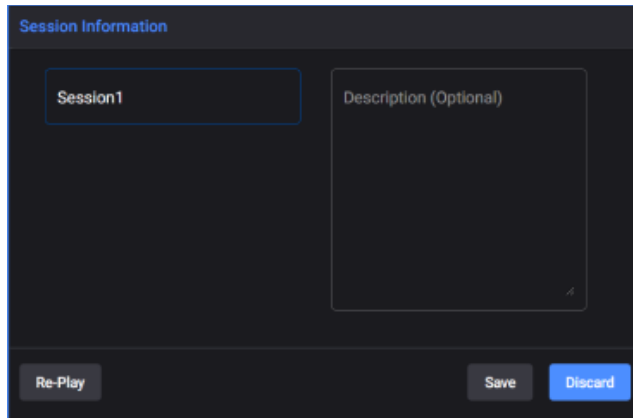 Session Information
Session1
Description (Optional)
Re-Play
Save
Discard